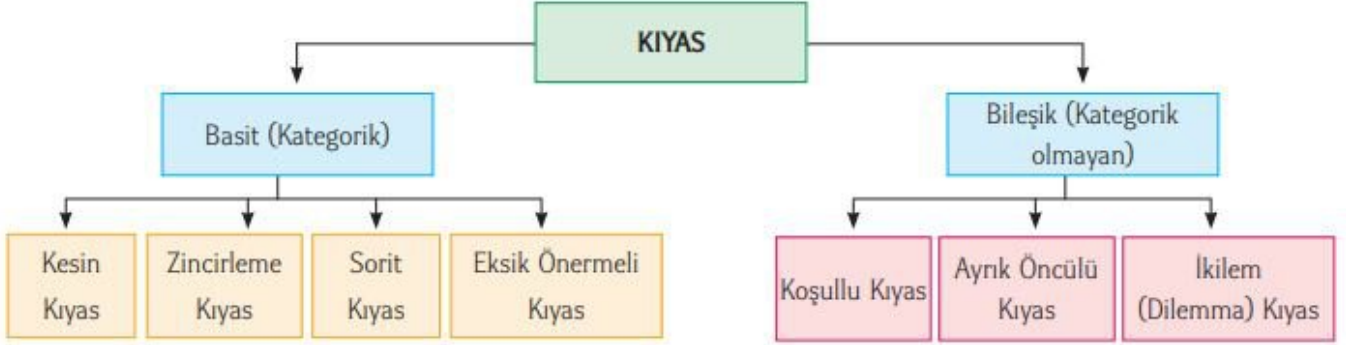 KIYAS
Basit (Kategorik)
Bileşik (Kategorik
olmayan)
Kesin
Kıyas
Zincirleme
Kıyas
Sorit
Kıyas
Eksik Önermeli
Kıyas
Koşullu Kıyas
Ayrık Öncülü
Kıyas
İkilem
(Dilemma) Kıyas